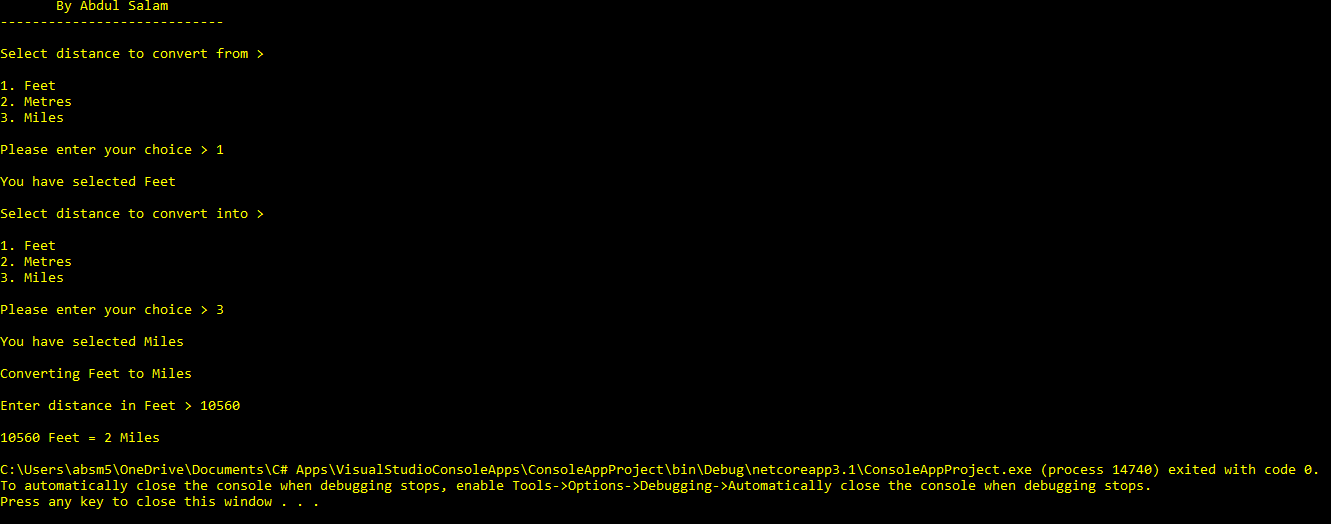 By Abdul Salam
----------------------------
Select distance to convert from >
1. Feet
2. Metres
3. Miles
Please enter your choice > 1
You have selected Feet
Select distance to convert into >
1. Feet
2. Metres
3. Miles
Please enter your choice > 3
You have selected Miles
Converting Feet to Miles
Enter distance in Feet > 10560
10560 Feet = 2 Miles
C:\Users\absm5\OneDrive\Documents\C# Apps\VisualStudioConsoleApps\ConsoleAppProject\bin\Debug\netcoreapp3.1\ConsoleAppProject.exe (process 14740) exited with code 0.
To automatically close the console when debugging stops, enable Tools->Options->Debugging->Automatically close the console when debugging stops.
Press any key to close this window . . .